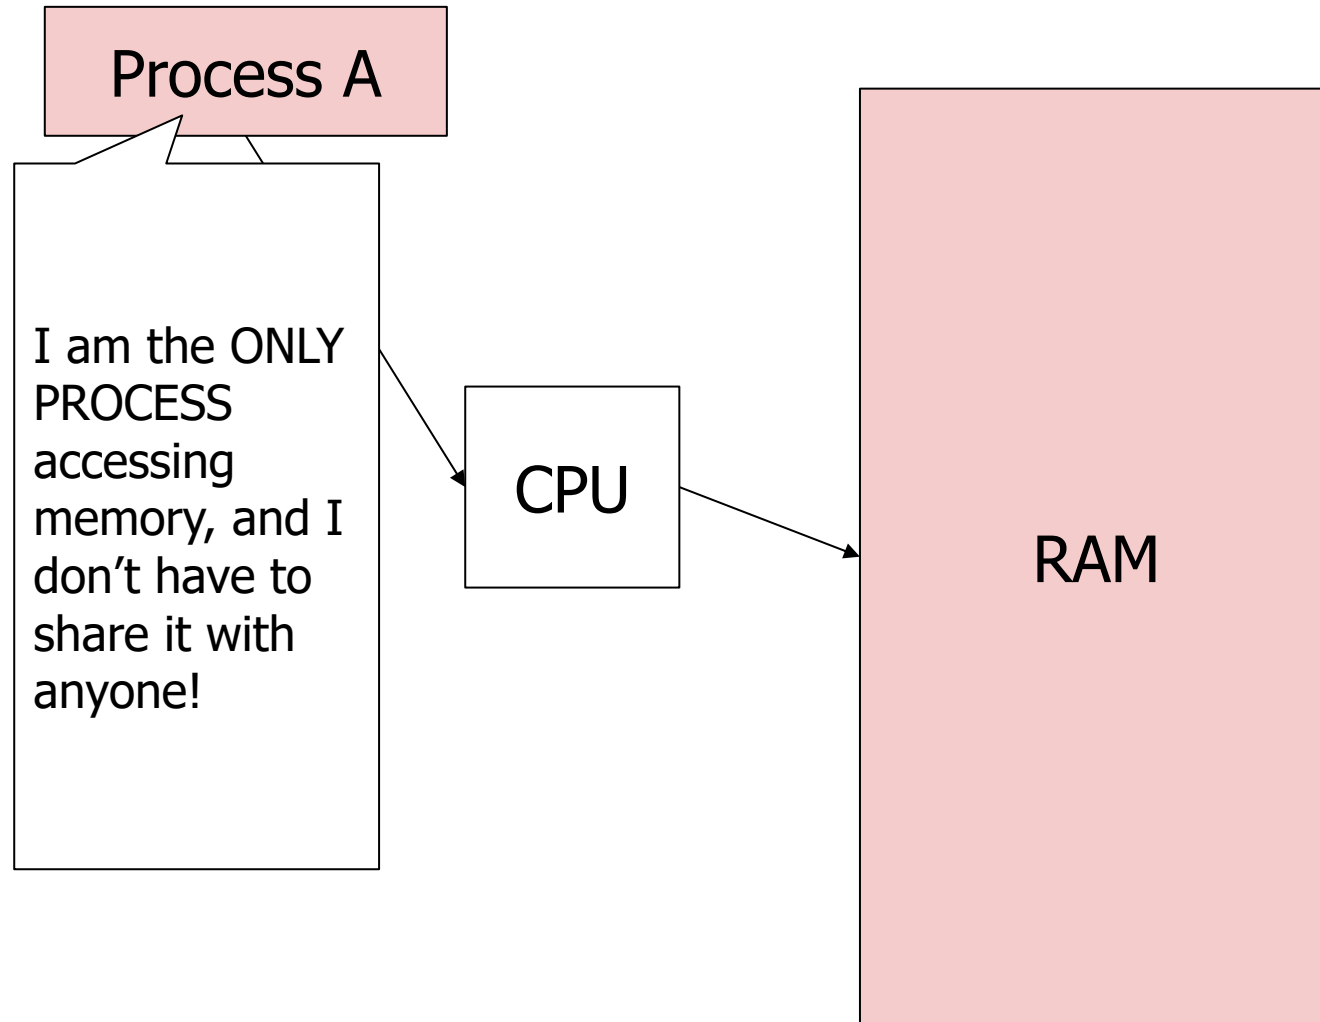 Process A
I am the ONLY
PROCESS
accessing
memory, and I
don’t have to
share it with
anyone!
CPU
RAM